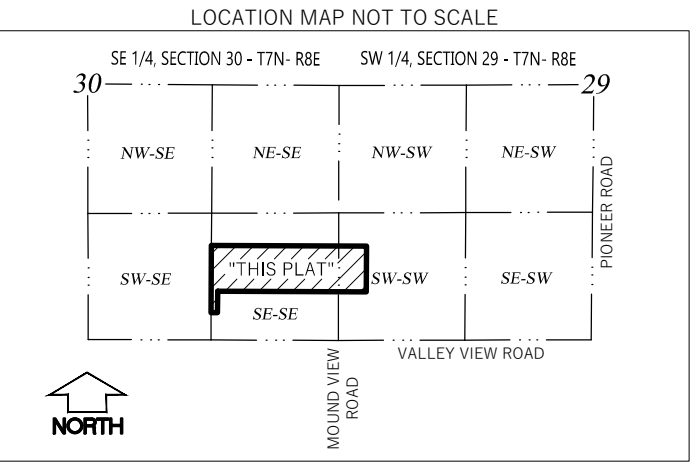 LOCATION MAP NOT TO SCALE
SE 1/4, SECTION 30 - T7N- R8E
SW 1/4, SECTION 29 - T7N- R8E
30
29
NW-SE
NE-SE
NW-SW
NE-SW
PIONEER ROAD
SW-SE
"THIS PLAT"
SW-SW
SE-SW
SE-SE
VALLEY VIEW ROAD
MOUND VIEW
ROAD
NORTH